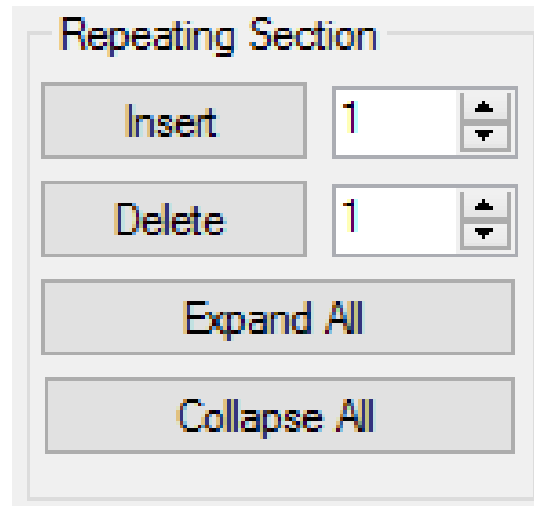 Repeating Section
Insert 1
Delete 1
Expand All
Collapse All